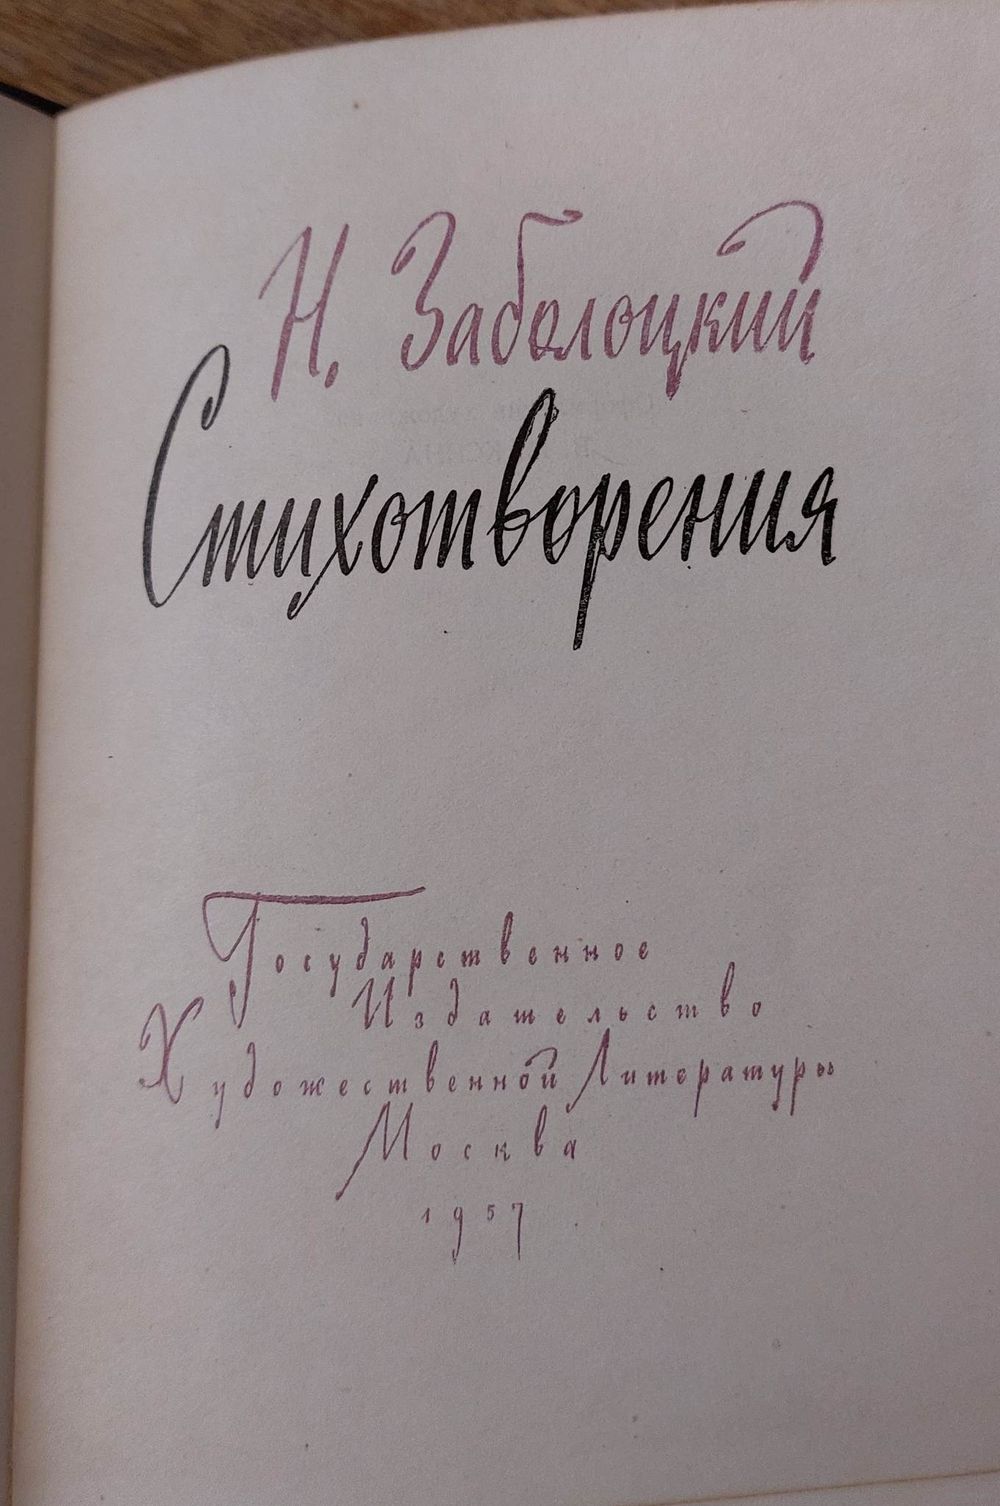 Н. Заболоцкий
Стихотворения
Государственное
Издательство
Художественной Литературы
Москва
1957